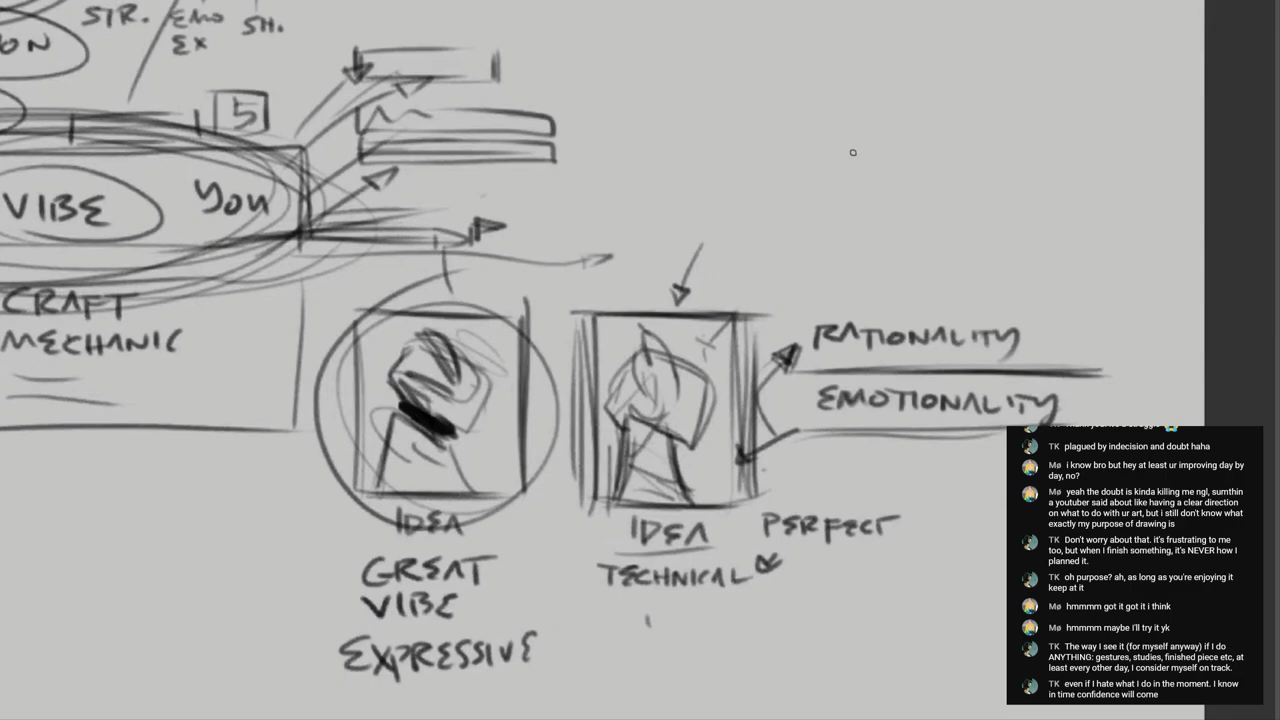 STR. / EMO SH.
EX
ON
5
VIBE YOU
CRAFT
MECHANIC
RATIONALITY
EMOTIONALITY
IDEA
GREAT
VIBE
EXPRESSIVE
IDEA
TECHNICAL
PERFECT
TK plagued by indecision and doubt haha
Mø i know bro but hey at least ur improving day by
day, no?
Mø yeah the doubt is kinda killing me ngl, sumthin
a youtuber said about like having a clear direction
on what to do with ur art, but i still don't know what
exactly my purpose of drawing is
TK Don't worry about that. it's frustrating to me
too, but when I finish something, it's NEVER how I
planned it.
TK oh purpose? ah, as long as you're enjoying it
keep at it
Mø hmmmm got it got it i think
Mø hmmmm maybe I'll try it yk
TK The way I see it (for myself anyway) if I do
ANYTHING: gestures, studies, finished piece etc, at
least every other day, I consider myself on track.
TK even if I hate what I do in the moment. I know
in time confidence will come